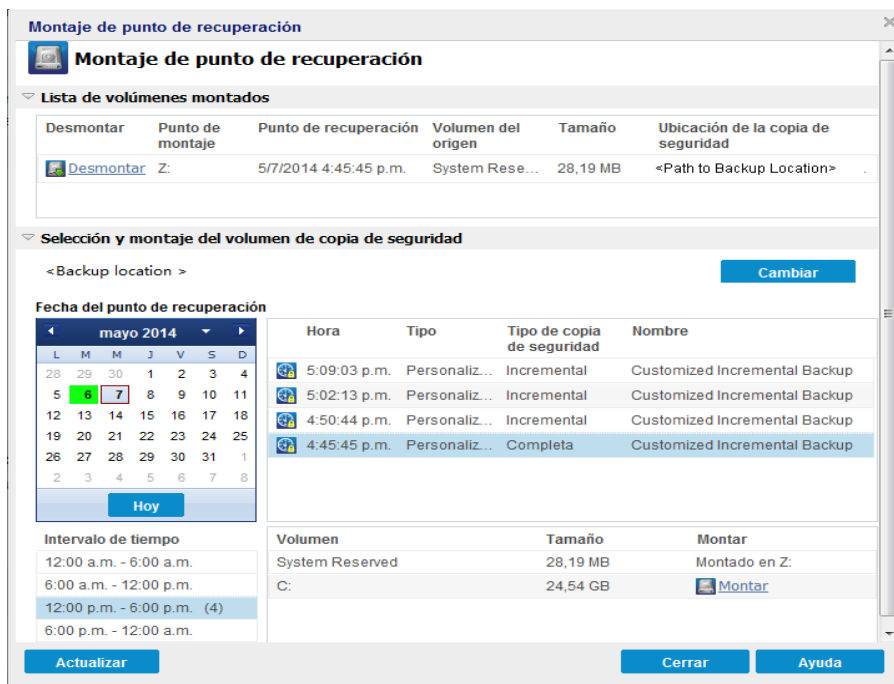 Montaje de punto de recuperación
Montaje de punto de recuperación
Lista de volúmenes montados
Desmontar Punto de montaje Punto de recuperación Volumen del origen Tamaño Ubicación de la copia de seguridad
Desmontar Z: 5/7/2014 4:45:45 p.m. System Rese... 28,19 MB <Path to Backup Location> .
Selección y montaje del volumen de copia de seguridad
<Backup location >
Cambiar
Fecha del punto de recuperación
mayo 2014
L M M J V S D
28 29 30 1 2 3 4
5 6 7 8 9 10 11
12 13 14 15 16 17 18
19 20 21 22 23 24 25
26 27 28 29 30 31 1
2 3 4 5 6 7 8
Hoy
Hora Tipo Tipo de copia de seguridad Nombre
5:09:03 p.m. Personaliz... Incremental Customized Incremental Backup
5:02:13 p.m. Personaliz... Incremental Customized Incremental Backup
4:50:44 p.m. Personaliz... Incremental Customized Incremental Backup
4:45:45 p.m. Personaliz... Completa Customized Incremental Backup
Intervalo de tiempo
12:00 a.m. - 6:00 a.m.
6:00 a.m. - 12:00 p.m.
12:00 p.m. - 6:00 p.m. (4)
6:00 p.m. - 12:00 a.m.
Volumen Tamaño Montar
System Reserved 28,19 MB Montado en Z:
C: 24,54 GB Montar
Actualizar
Cerrar
Ayuda